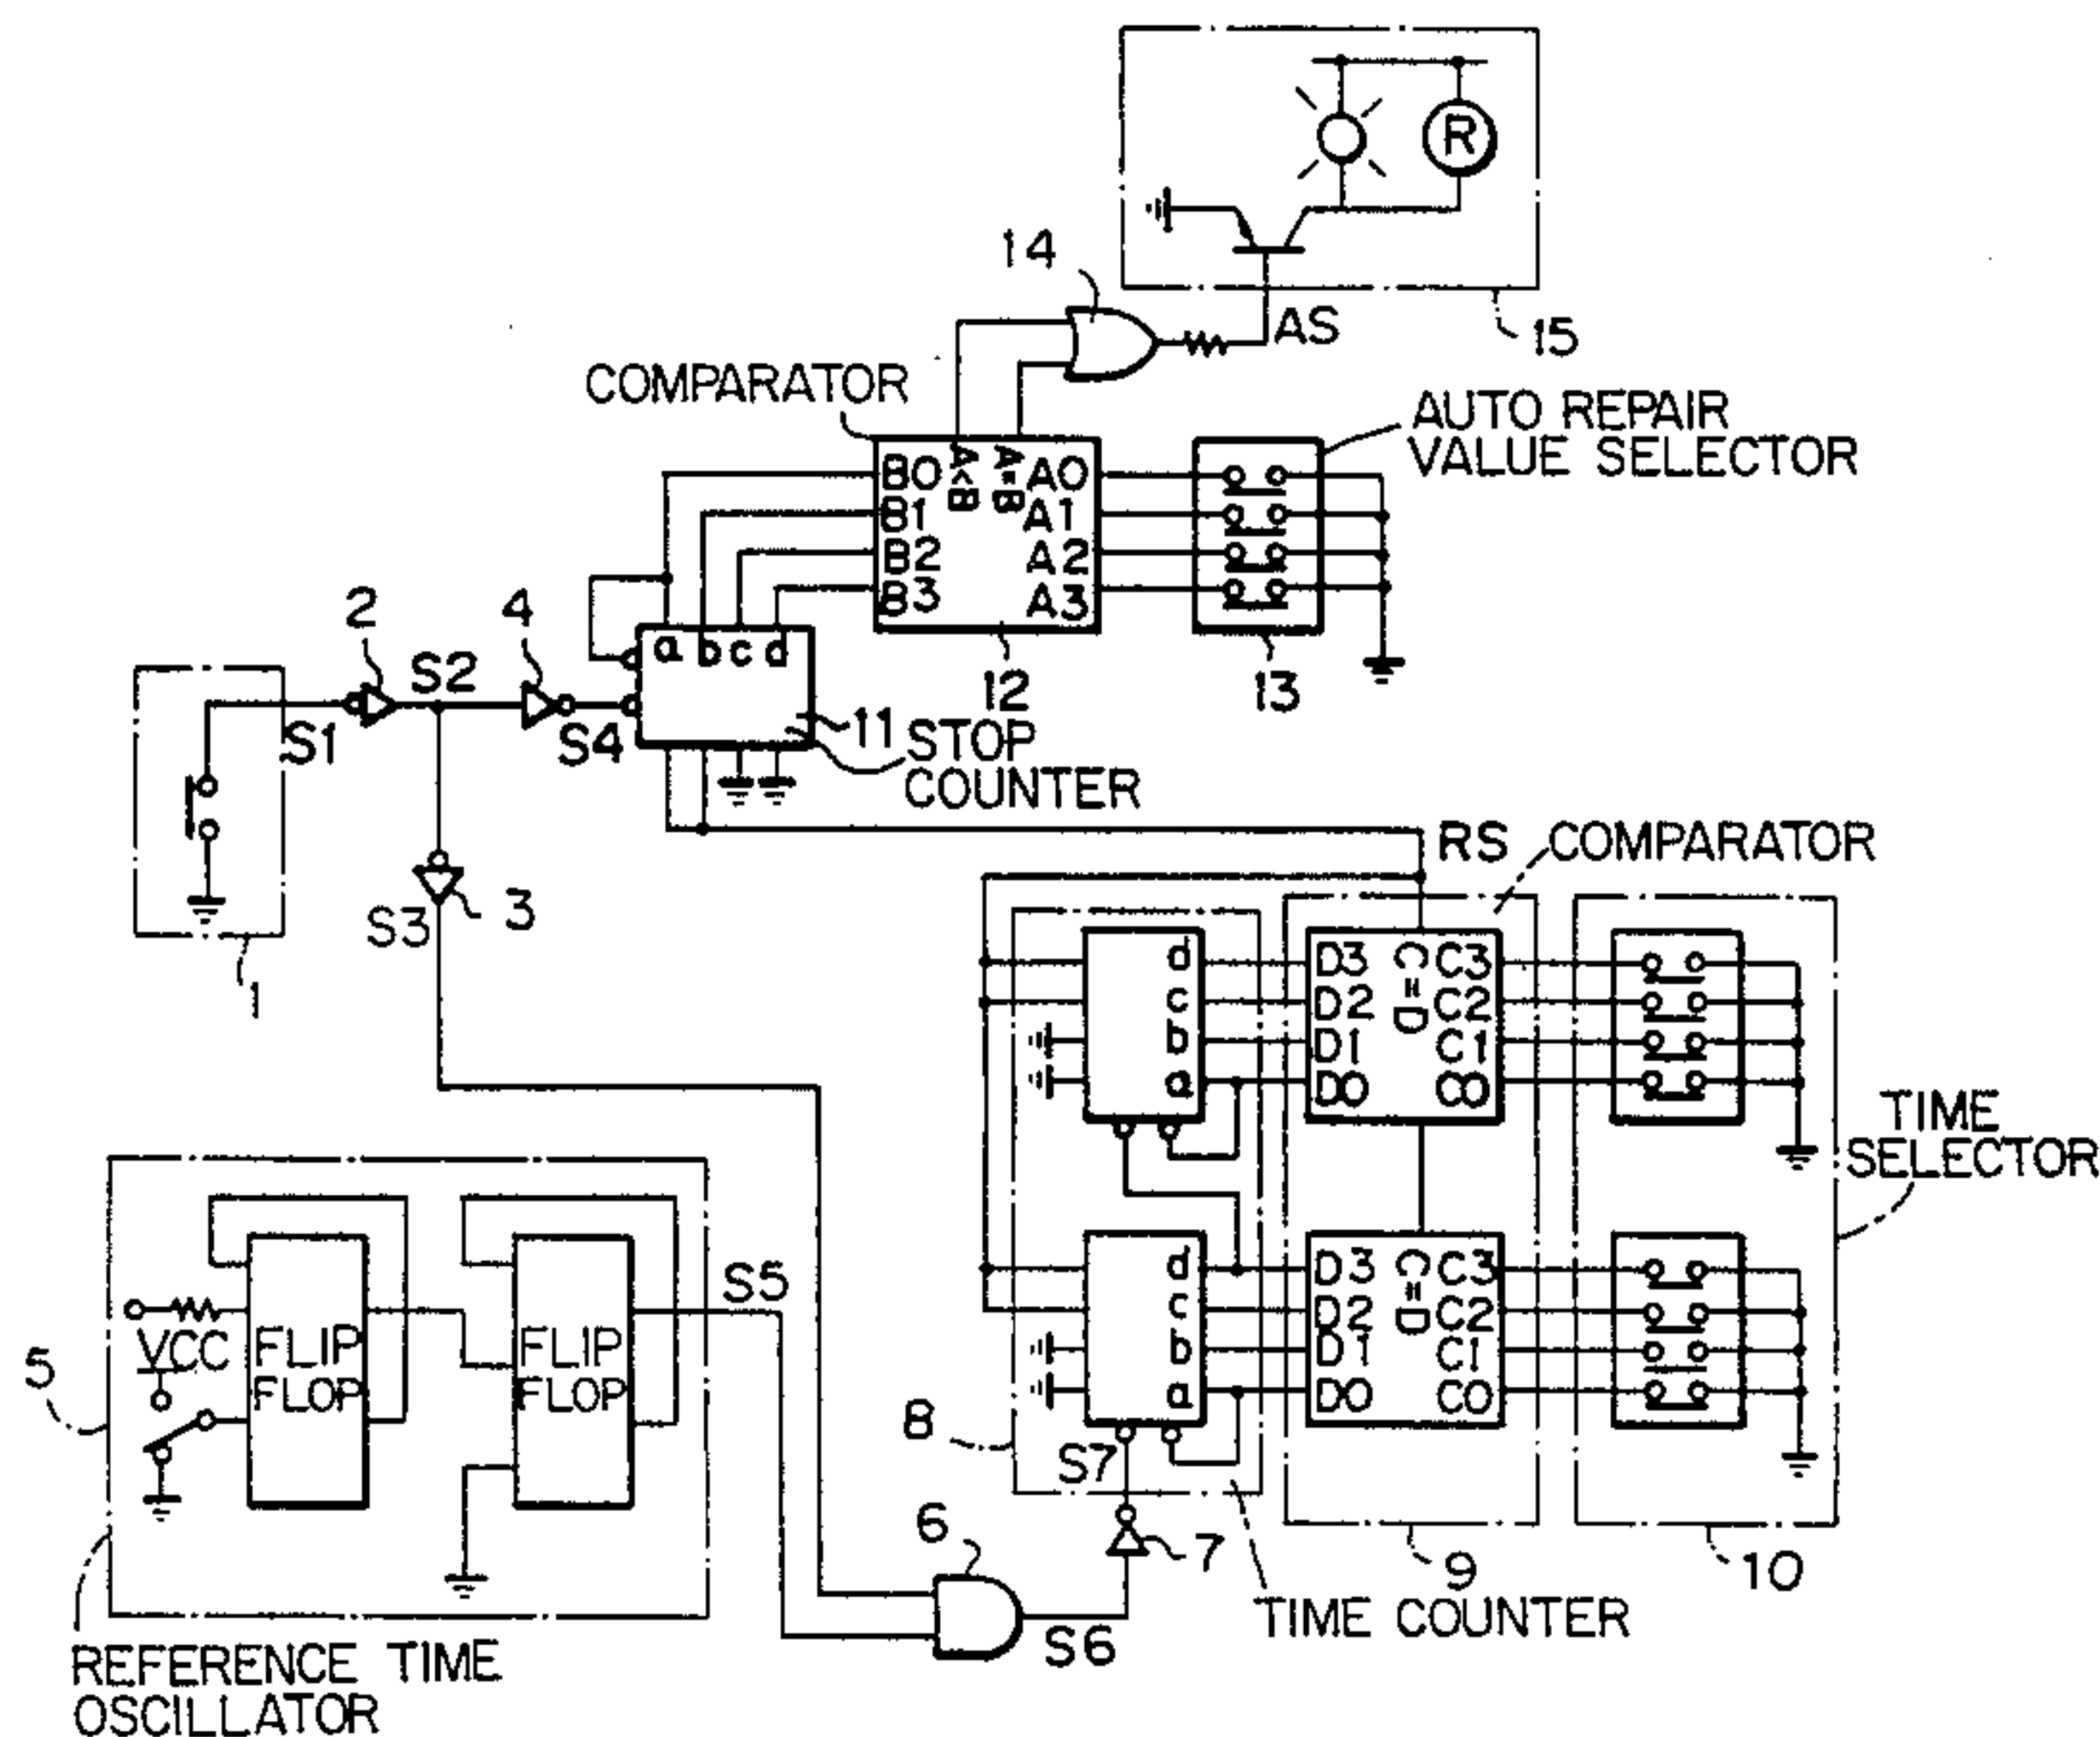 R
14
AS
15
COMPARATOR
AUTO REPAIR
VALUE SELECTOR
B0 A<B A=B A0
B1 A1
B2 A2
B3 A3
2
S2
4
a b c d
12
13
S1
S4
11
STOP
COUNTER
RS
COMPARATOR
S3
3
1
d D3 C=D C3
c D2 C2
b D1 C1
a D0 C0
TIME
SELECTOR
d D3 C=D C3
c D2 C2
b D1 C1
a D0 C0
S5
VCC
FLIP
FLOP
FLIP
FLOP
5
8
S7
6
7
9
10
TIME COUNTER
S6
REFERENCE TIME
OSCILLATOR